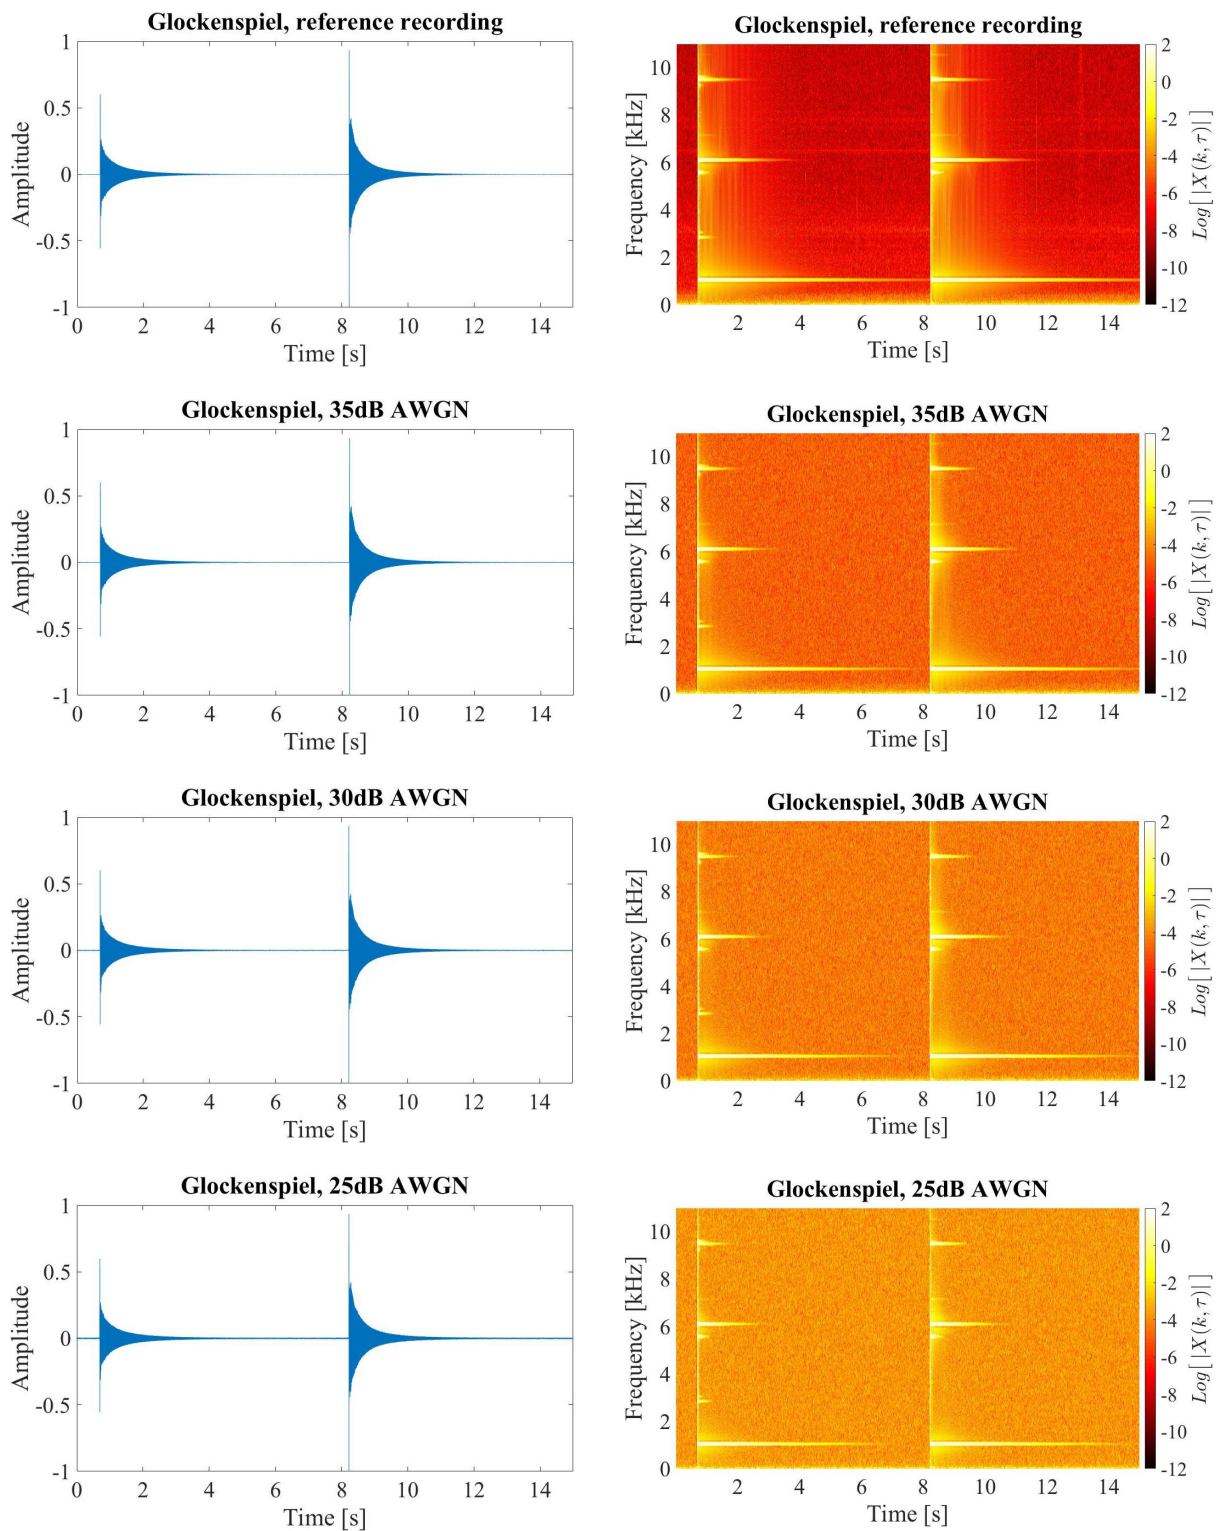 Glockenspiel, reference recording
1
0.5
0
-0.5
-1
Amplitude
0 2 4 6 8 10 12 14
Time [s]
Glockenspiel, reference recording
10
8
6
4
2
0
Frequency [kHz]
2 4 6 8 10 12 14
Time [s]
2
0
-2
-4
-6
-8
-10
-12
Log[|X(k, τ)|]
Glockenspiel, 35dB AWGN
1
0.5
0
-0.5
-1
Amplitude
0 2 4 6 8 10 12 14
Time [s]
Glockenspiel, 35dB AWGN
10
8
6
4
2
0
Frequency [kHz]
2 4 6 8 10 12 14
Time [s]
2
0
-2
-4
-6
-8
-10
-12
Log[|X(k, τ)|]
Glockenspiel, 30dB AWGN
1
0.5
0
-0.5
-1
Amplitude
0 2 4 6 8 10 12 14
Time [s]
Glockenspiel, 30dB AWGN
10
8
6
4
2
0
Frequency [kHz]
2 4 6 8 10 12 14
Time [s]
2
0
-2
-4
-6
-8
-10
-12
Log[|X(k, τ)|]
Glockenspiel, 25dB AWGN
1
0.5
0
-0.5
-1
Amplitude
0 2 4 6 8 10 12 14
Time [s]
Glockenspiel, 25dB AWGN
10
8
6
4
2
0
Frequency [kHz]
2 4 6 8 10 12 14
Time [s]
2
0
-2
-4
-6
-8
-10
-12
Log[|X(k, τ)|]